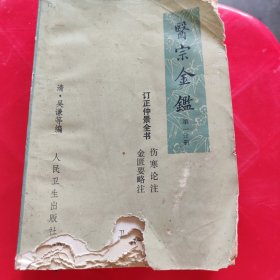 醫宗金鑑
第一分册
订正仲景全书
伤寒论注
金匮要略注
清·吴谦等编
人民卫生出版社